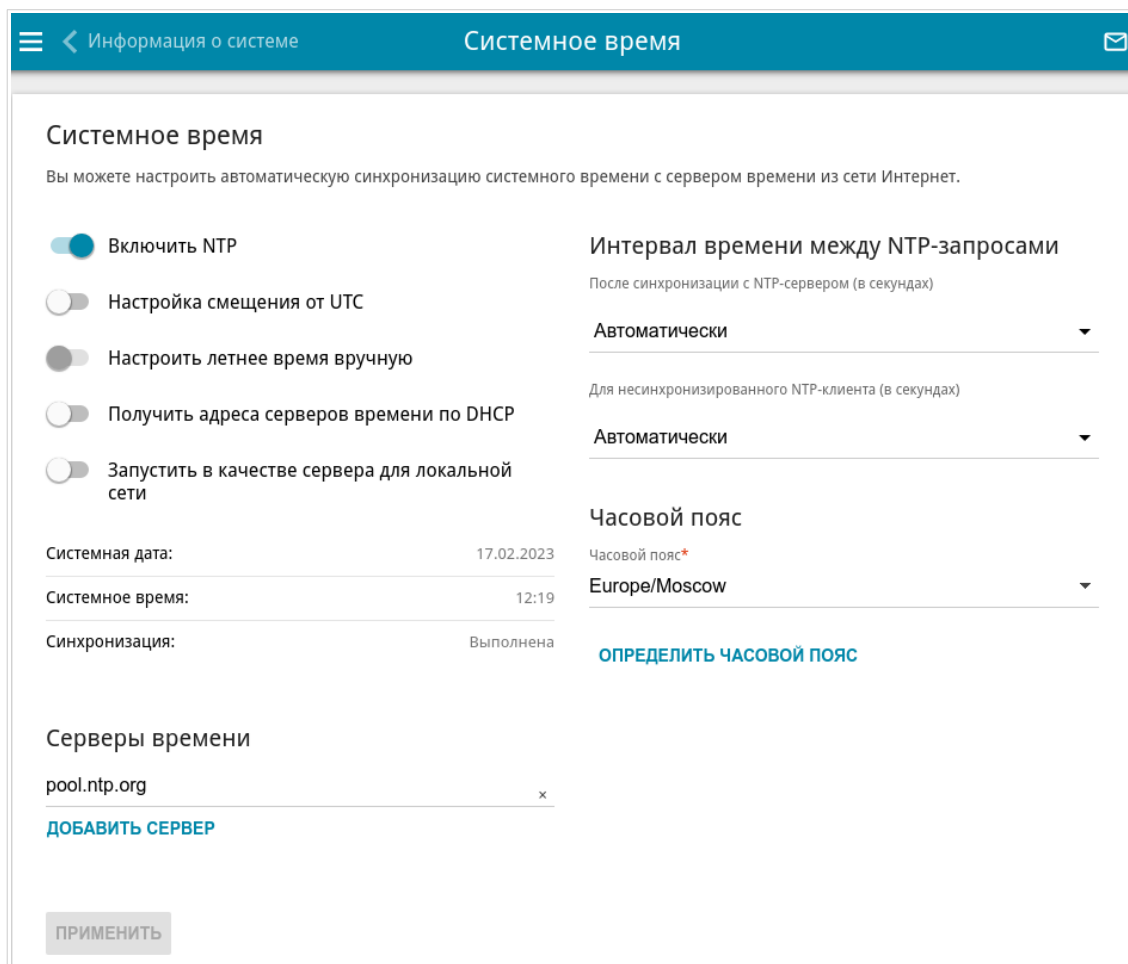 Информация о системе
Системное время
Системное время
Вы можете настроить автоматическую синхронизацию системного времени с сервером времени из сети Интернет.
Включить NTP
Настройка смещения от UTC
Настроить летнее время вручную
Получить адреса серверов времени по DHCP
Запустить в качестве сервера для локальной
сети
Системная дата: 17.02.2023
Системное время: 12:19
Синхронизация: Выполнена
Серверы времени
pool.ntp.org
ДОБАВИТЬ СЕРВЕР
ПРИМЕНИТЬ
Интервал времени между NTP-запросами
После синхронизации с NTP-сервером (в секундах)
Автоматически
Для несинхронизированного NTP-клиента (в секундах)
Автоматически
Часовой пояс
Часовой пояс*
Europe/Moscow
ОПРЕДЕЛИТЬ ЧАСОВОЙ ПОЯС